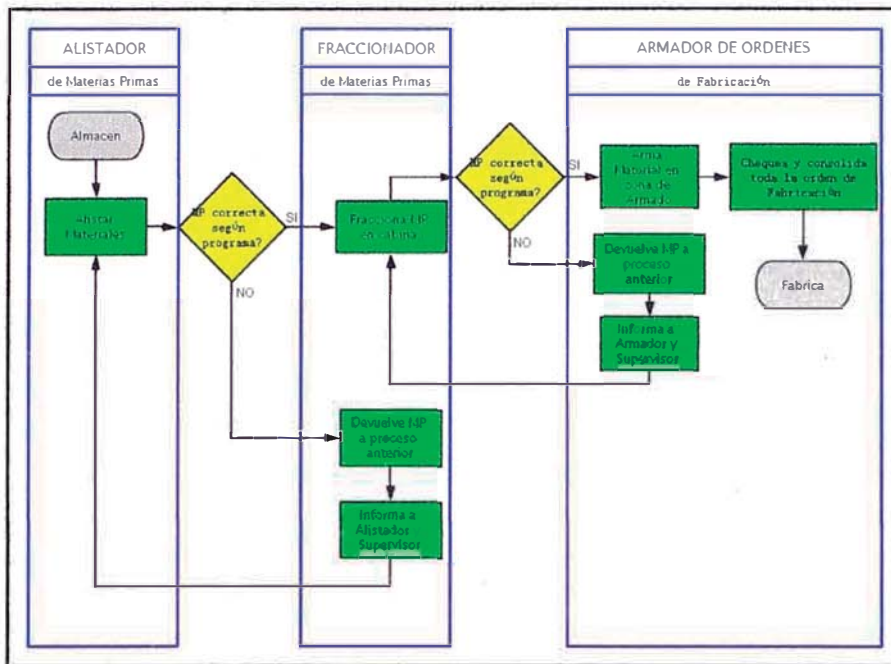 ALISTADOR
de Materias Primas
FRACCIONADOR
de Materias Primas
ARMADOR DE ORDENES
de Fabricación
Almacen
Alistar
Materiales
MP correcta
según
programa?
SI
NO
Fracciona MP
en cabina
MP correcta
según
programa?
SI
NO
Arma
Material en
zona de
Armado
Chequea y consolida
toda la orden de
Fabricación
Fabrica
Devuelve MP a
proceso
anterior
Informa a
Armador y
Supervisor
Devuelve MP
a proceso
anterior
Informa a
Alistador
Supervisor